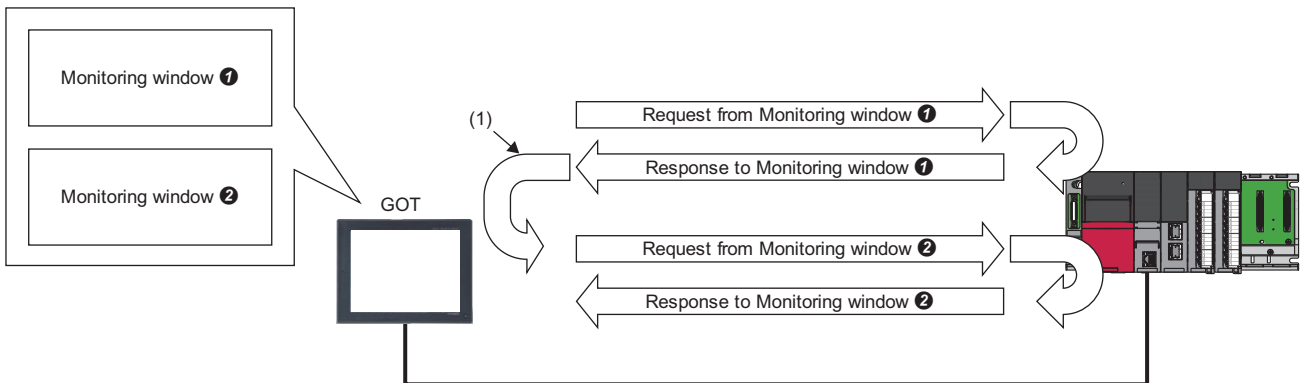 Monitoring window ❶
Monitoring window ❷
GOT
(1)
Request from Monitoring window ❶
Response to Monitoring window ❶
Request from Monitoring window ❷
Response to Monitoring window ❷